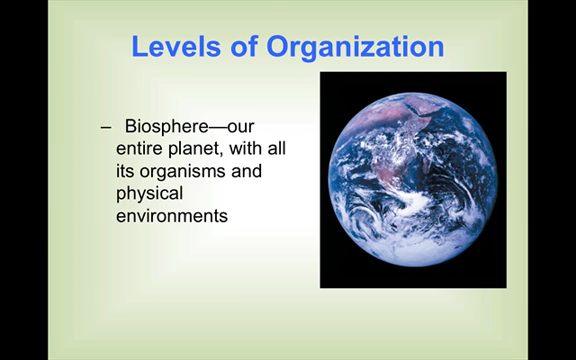 Levels of Organization
– Biosphere—our
entire planet, with all
its organisms and
physical
environments